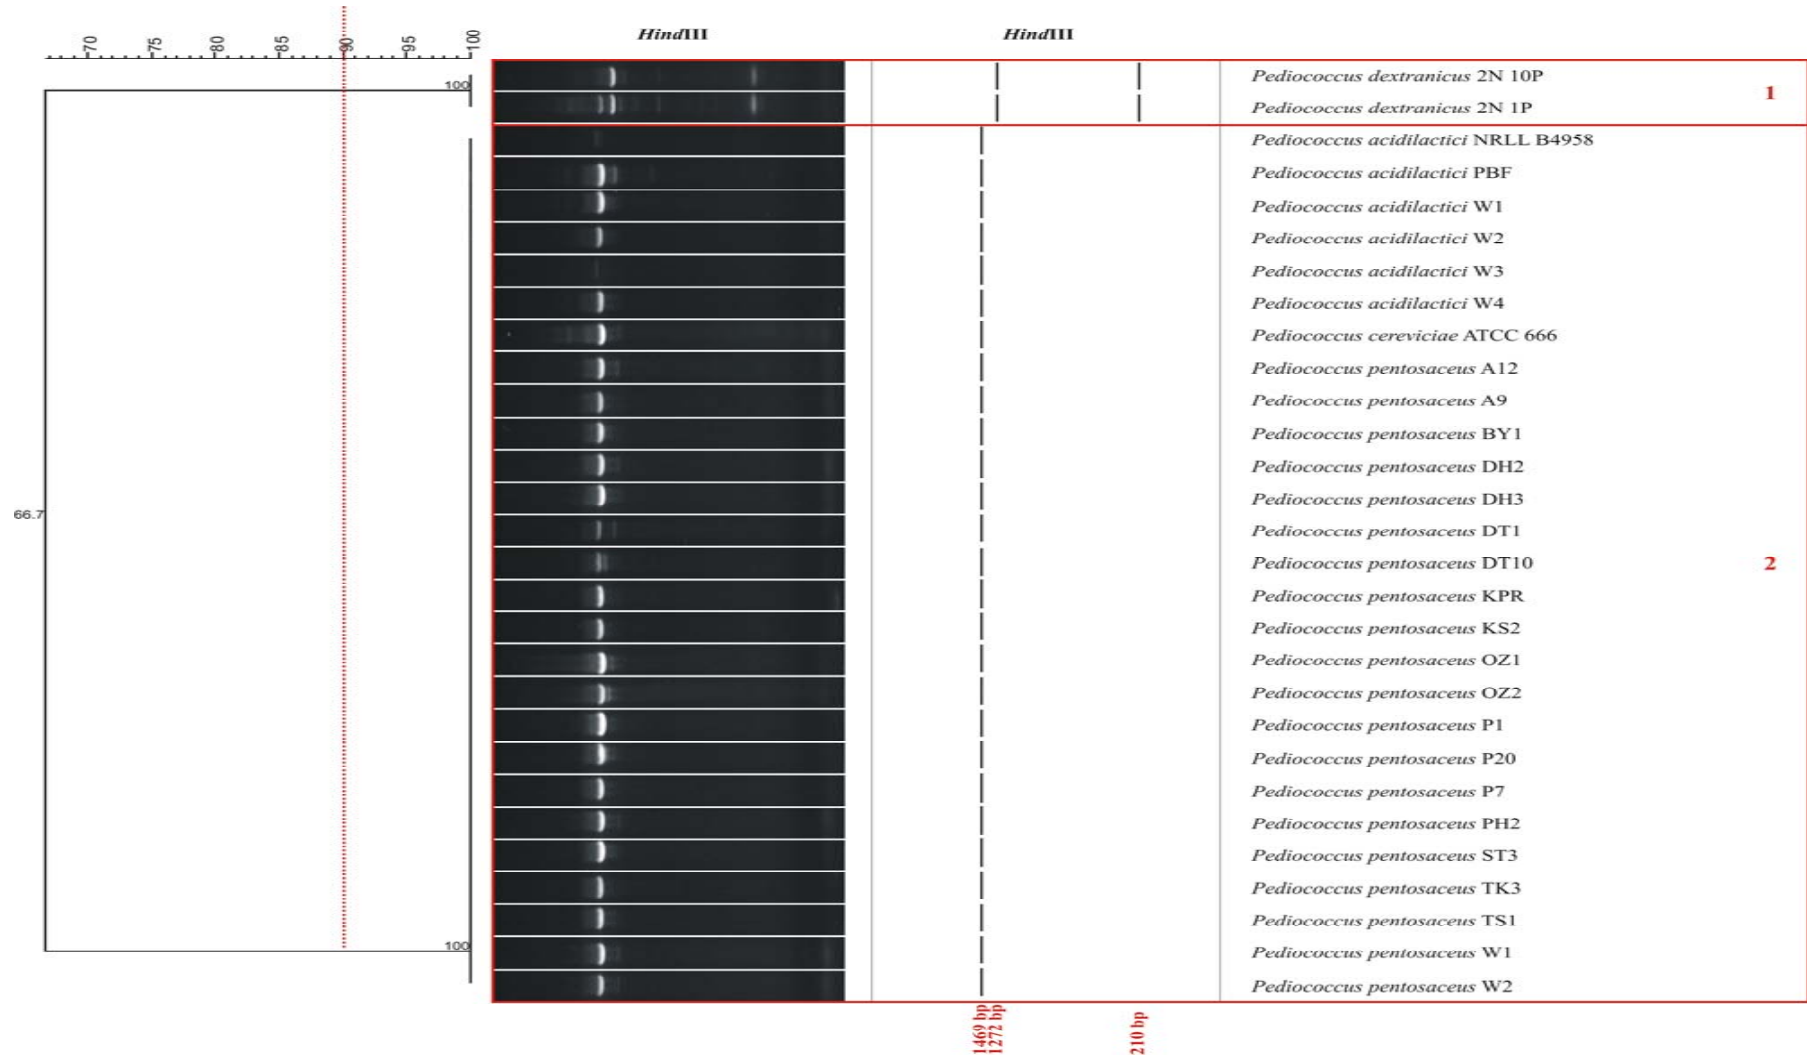 70 75 80 85 90 95 100
HindIII HindIII
100
Pediococcus dextranicus 2N 10P
1
Pediococcus dextranicus 2N 1P
Pediococcus acidilactici NRLL B4958
Pediococcus acidilactici PBF
Pediococcus acidilactici W1
Pediococcus acidilactici W2
Pediococcus acidilactici W3
Pediococcus acidilactici W4
Pediococcus cereviciae ATCC 666
Pediococcus pentosaceus A12
Pediococcus pentosaceus A9
Pediococcus pentosaceus BY1
Pediococcus pentosaceus DH2
Pediococcus pentosaceus DH3
66.7
Pediococcus pentosaceus DT1
Pediococcus pentosaceus DT10
2
Pediococcus pentosaceus KPR
Pediococcus pentosaceus KS2
Pediococcus pentosaceus OZ1
Pediococcus pentosaceus OZ2
Pediococcus pentosaceus P1
Pediococcus pentosaceus P20
Pediococcus pentosaceus P7
Pediococcus pentosaceus PH2
Pediococcus pentosaceus ST3
Pediococcus pentosaceus TK3
Pediococcus pentosaceus TS1
100
Pediococcus pentosaceus W1
Pediococcus pentosaceus W2
1469 bp
1272 bp
210 bp